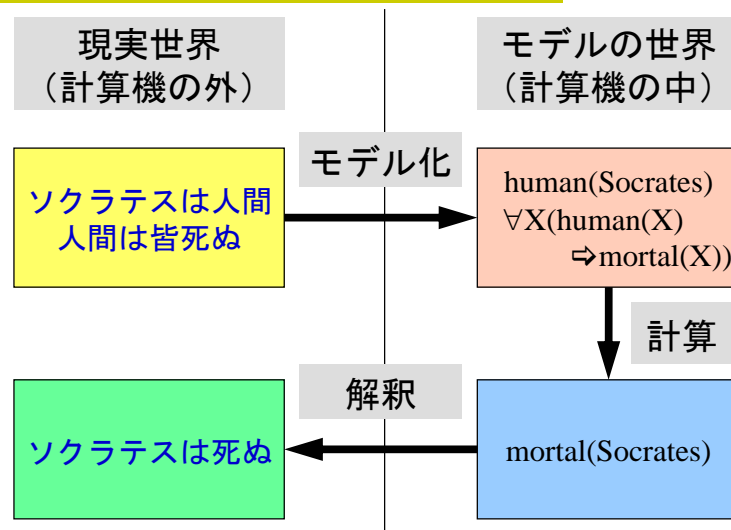 現実世界
（計算機の外）
モデルの世界
（計算機の中）
モデル化
ソクラテスは人間
人間は皆死ぬ
human(Socrates)
∀X(human(X)
⇨mortal(X))
計算
解釈
ソクラテスは死ぬ
mortal(Socrates)